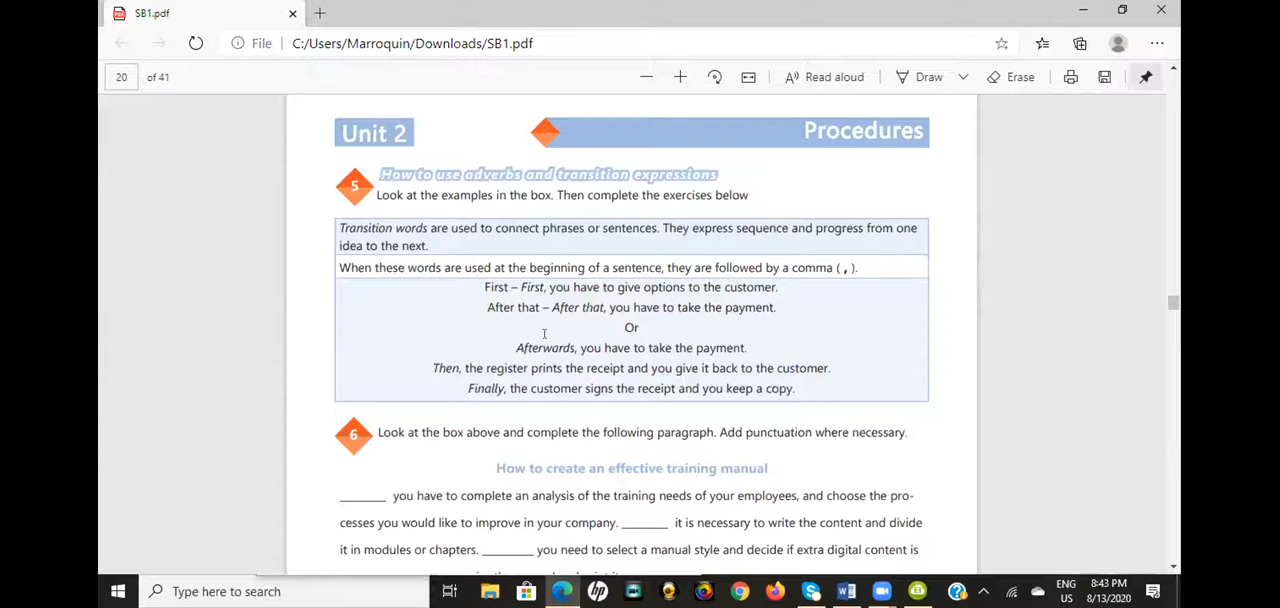 SB1.pdf
File C:/Users/Marroquin/Downloads/SB1.pdf
20 of 41 Read aloud Draw Erase
Unit 2 Procedures
How to use adverbs and transition expressions
5 Look at the examples in the box. Then complete the exercises below
Transition words are used to connect phrases or sentences. They express sequence and progress from one
idea to the next.
When these words are used at the beginning of a sentence, they are followed by a comma ( , ).
First – First, you have to give options to the customer.
After that – After that, you have to take the payment.
Or
Afterwards, you have to take the payment.
Then, the register prints the receipt and you give it back to the customer.
Finally, the customer signs the receipt and you keep a copy.
6 Look at the box above and complete the following paragraph. Add punctuation where necessary.
How to create an effective training manual
_______ you have to complete an analysis of the training needs of your employees, and choose the pro-
cesses you would like to improve in your company. _______ it is necessary to write the content and divide
it in modules or chapters. ________ you need to select a manual style and decide if extra digital content is
Type here to search
ENG 8:43 PM
US 8/13/2020